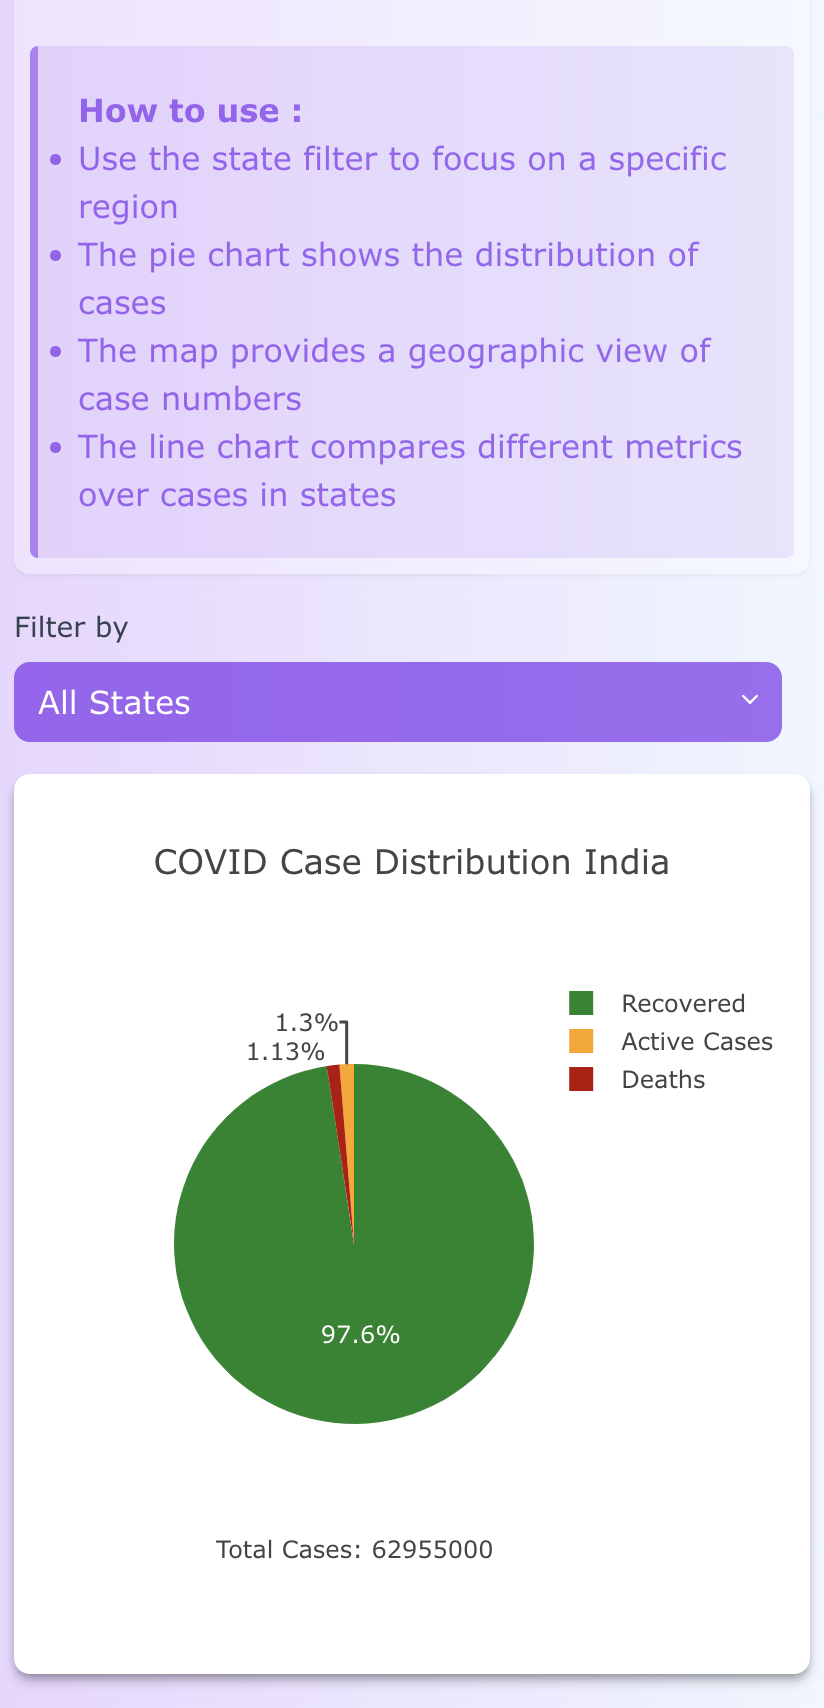 How to use :
Use the state filter to focus on a specific
region
The pie chart shows the distribution of
cases
The map provides a geographic view of
case numbers
The line chart compares different metrics
over cases in states
Filter by
All States
COVID Case Distribution India
Recovered
Active Cases
Deaths
1.3%
1.13%
97.6%
Total Cases: 62955000